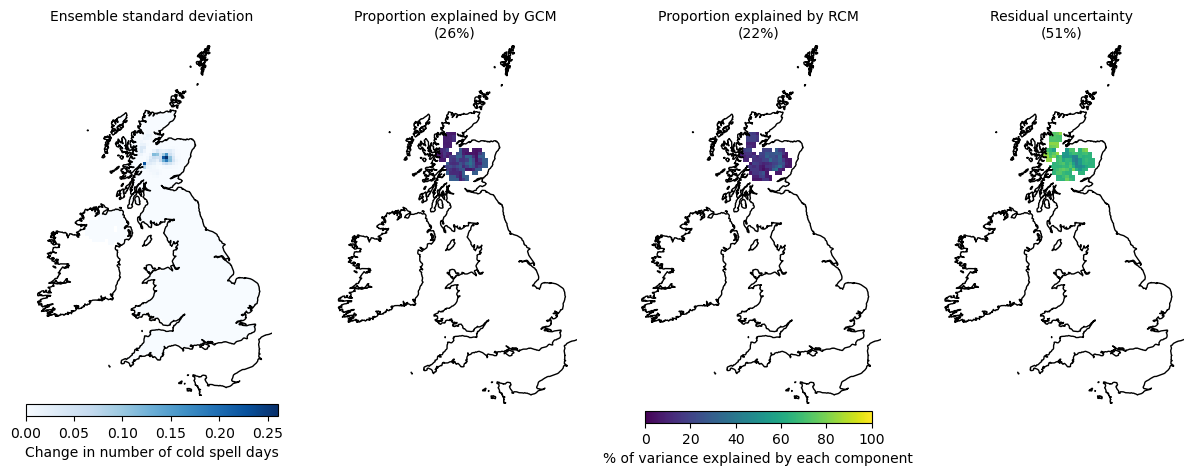 Ensemble standard deviation
Proportion explained by GCM
(26%)
Proportion explained by RCM
(22%)
Residual uncertainty
(51%)
0.00 0.05 0.10 0.15 0.20 0.25
Change in number of cold spell days
0 20 40 60 80 100
% of variance explained by each component